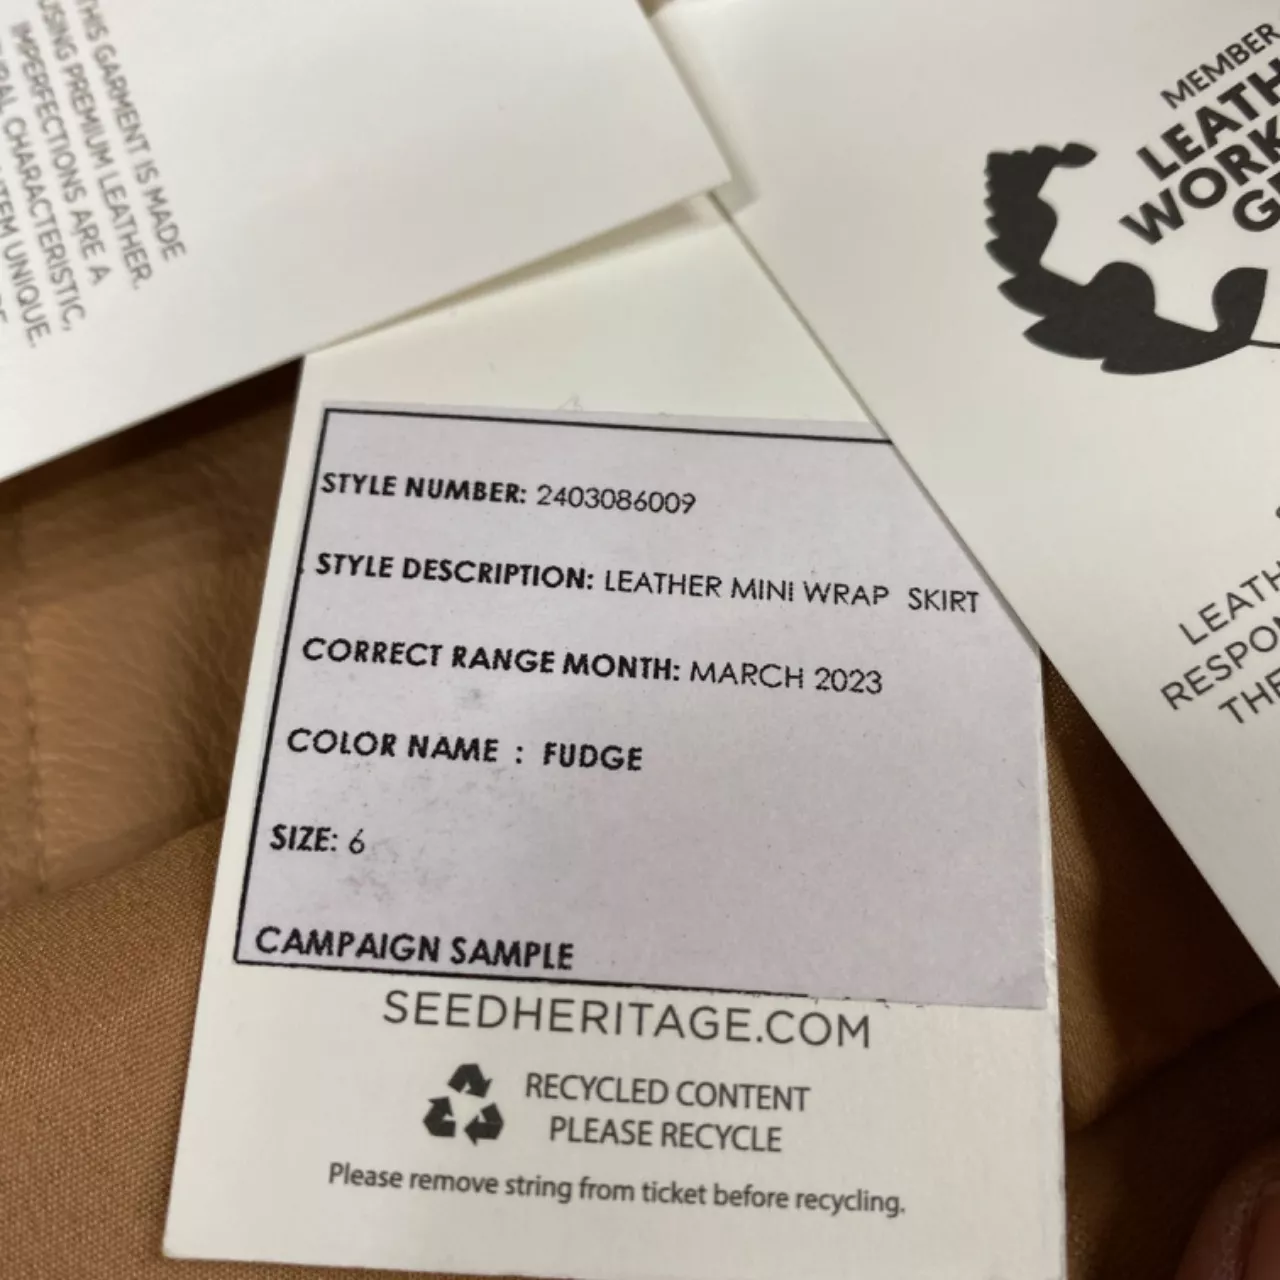 THIS GARMENT IS MADE
USING PREMIUM LEATHER.
IMPERFECTIONS ARE A
CHARACTERISTIC,
UNIQUE.
MEMBER
STYLE NUMBER: 2403086009
STYLE DESCRIPTION: LEATHER MINI WRAP SKIRT
CORRECT RANGE MONTH: MARCH 2023
COLOR NAME : FUDGE
SIZE: 6
CAMPAIGN SAMPLE
SEEDHERITAGE.COM
RECYCLED CONTENT
PLEASE RECYCLE
Please remove string from ticket before recycling.